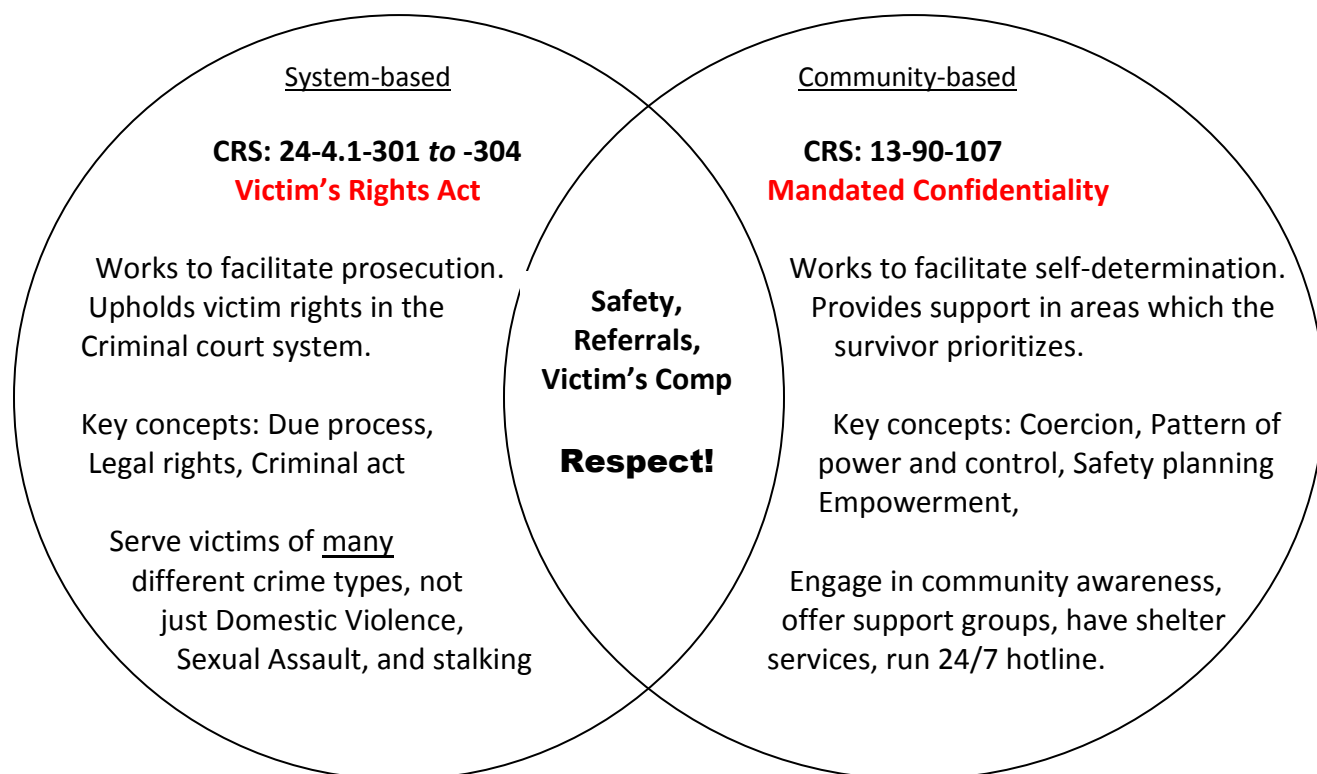 System-based
CRS: 24-4.1-301 to -304
Victim's Rights Act
Works to facilitate prosecution.
Upholds victim rights in the
Criminal court system.
Key concepts: Due process,
Legal rights, Criminal act
Serve victims of many
different crime types, not
just Domestic Violence,
Sexual Assault, and stalking
Safety,
Referrals,
Victim's Comp
Respect!
Community-based
CRS: 13-90-107
Mandated Confidentiality
Works to facilitate self-determination.
Provides support in areas which the
survivor prioritizes.
Key concepts: Coercion, Pattern of
power and control, Safety planning
Empowerment,
Engage in community awareness,
offer support groups, have shelter
services, run 24/7 hotline.